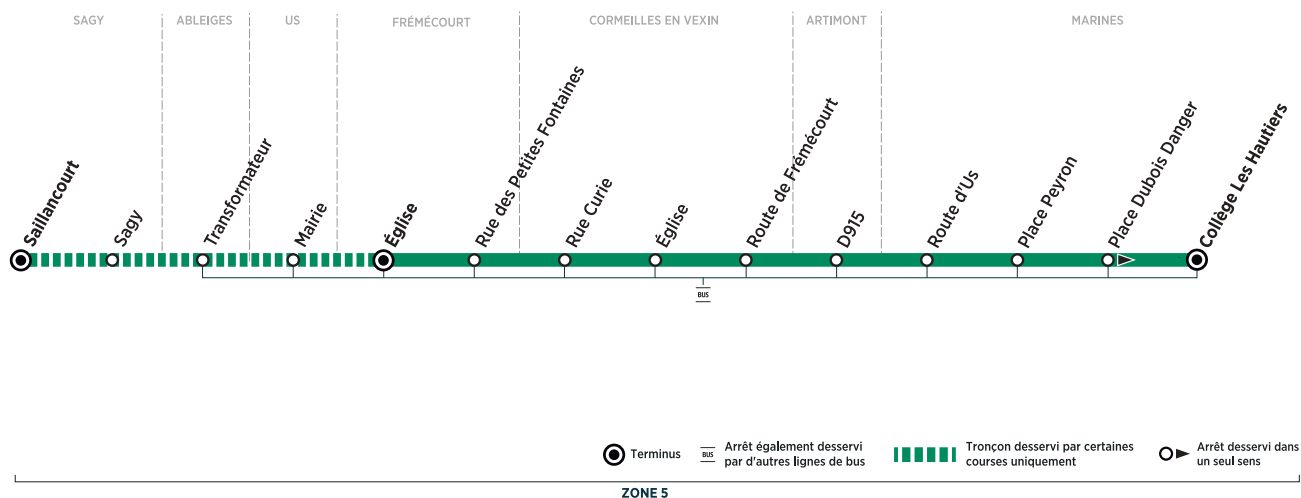 SAGY
ABLEIGES
US
FRÉMÉCOURT
CORMEILLES EN VEXIN
ARTIMONT
MARINES
Saillancourt
Sagy
Transformateur
Mairie
Église
Rue des Petites Fontaines
Rue Curie
Église
Route de Frémécourt
D915
Route d'Us
Place Peyron
Place Dubois Danger
Collège Les Hautiers
BUS
Terminus
BUS
Arrêt également desservi
par d'autres lignes de bus
Tronçon desservi par certaines
courses uniquement
Arrêt desservi dans
un seul sens
ZONE 5